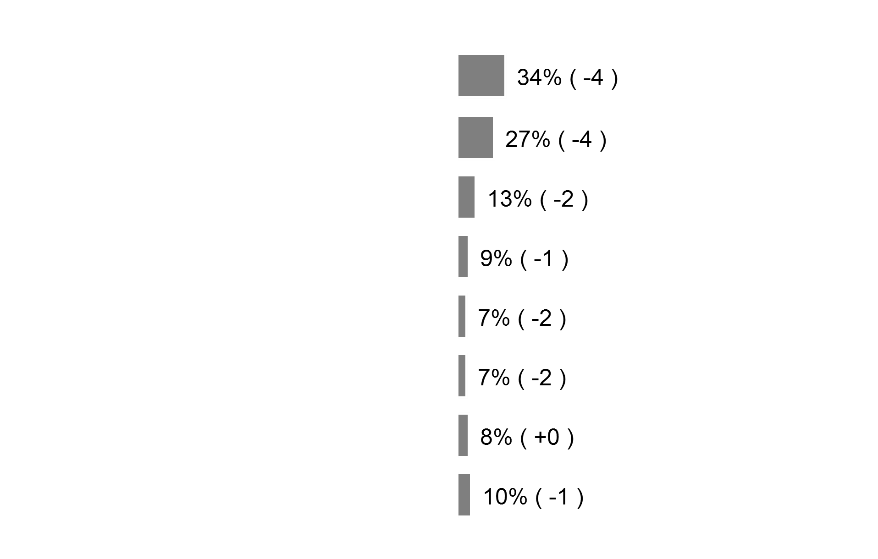 34% ( -4 )
27% ( -4 )
13% ( -2 )
9% ( -1 )
7% ( -2 )
7% ( -2 )
8% ( +0 )
10% ( -1 )